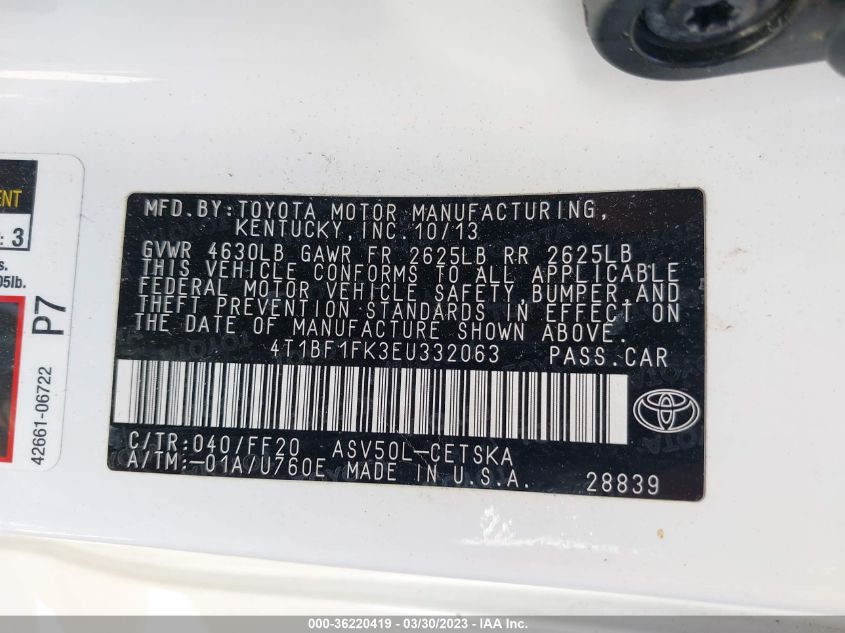 MFD.BY:TOYOTA MOTOR MANUFACTURING,
KENTUCKY,INC.10/13
GVWR 4630LB GAWR FR 2625LB RR 2625LB
THIS VEHICLE CONFORMS TO ALL APPLICABLE
FEDERAL MOTOR VEHICLE SAFETY,BUMPER,AND
THEFT PREVENTION STANDARDS IN EFFECT ON
THE DATE OF MANUFACTURE SHOWN ABOVE.
4T1BF1FK3EU332063 PASS.CAR
C/TR:040/FF20 ASV50L-CETSKA
A/TM:-01A/U760E MADE IN U.S.A.
28839
ENT
: 3
s.
05lb.
P7
42661-06722
000-36220419 - 03/30/2023 - IAA Inc.